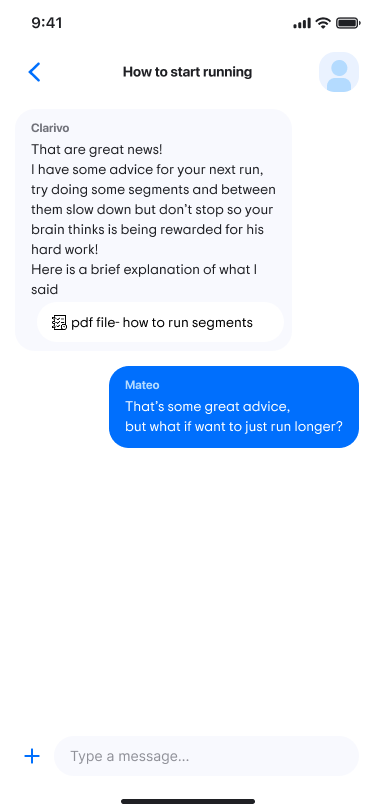 9:41
How to start running
Clarivo
That are great news!
I have some advice for your next run,
try doing some segments and between
them slow down but don't stop so your
brain thinks is being rewarded for his
hard work!
Here is a brief explanation of what I
said
pdf file- how to run segments
Mateo
That's some great advice,
but what if want to just run longer?
Type a message...